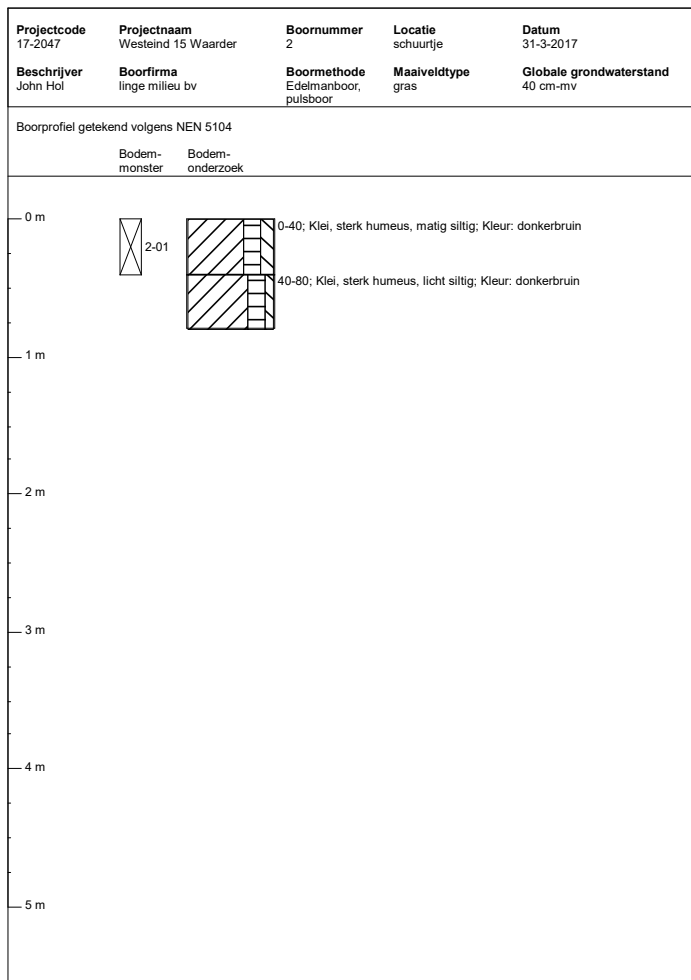 Projectcode Projectnaam Boornummer Locatie Datum
17-2047 Westeind 15 Waarder 2 schuurtje 31-3-2017
Beschrijver Boorfirma Boormethode Maaiveldtype Globale grondwaterstand
John Hol linge milieu bv Edelmanboor, gras 40 cm-mv
pulsboor
Boorprofiel getekend volgens NEN 5104
Bodem- Bodem-
monster onderzoek
0 m
0-40; Klei, sterk humeus, matig siltig; Kleur: donkerbruin
2-01
40-80; Klei, sterk humeus, licht siltig; Kleur: donkerbruin
1 m
2 m
3 m
4 m
5 m